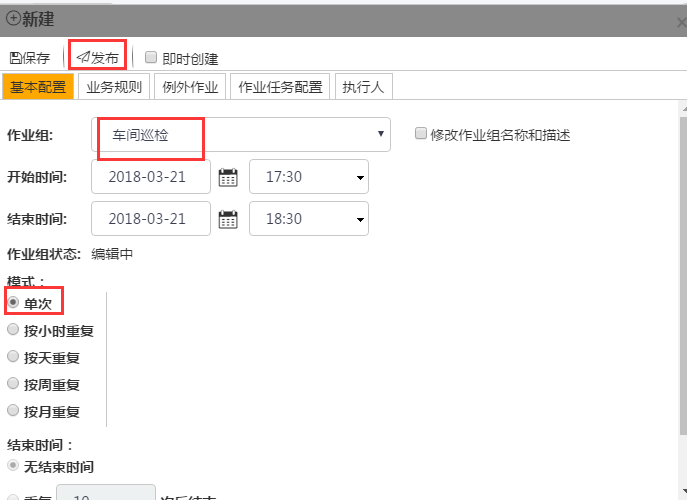 新建
保存 发布 即时创建
基本配置 业务规则 例外作业 作业任务配置 执行人
作业组: 车间巡检 修改作业组名称和描述
开始时间: 2018-03-21 17:30
结束时间: 2018-03-21 18:30
作业组状态: 编辑中
模式：
单次
按小时重复
按天重复
按周重复
按月重复
结束时间：
无结束时间
重复 10 次后结束